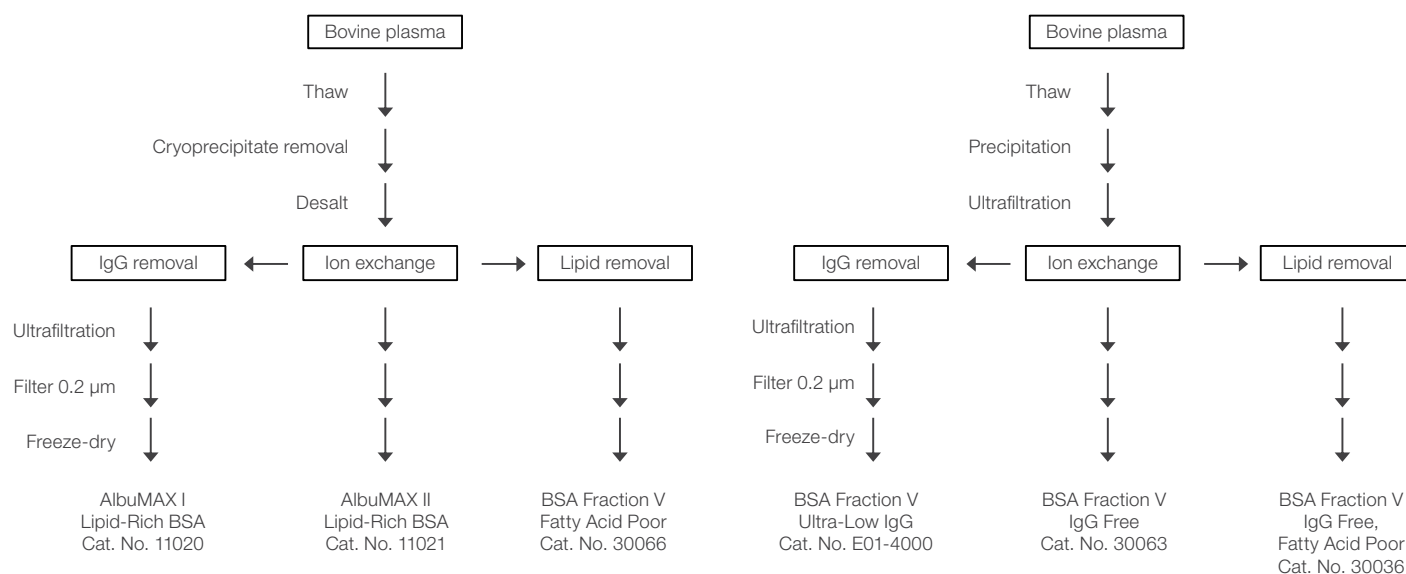 Bovine plasma
Thaw
Cryoprecipitate removal
Desalt
IgG removal
Ion exchange
Lipid removal
Ultrafiltration
Filter 0.2 µm
Freeze-dry
AlbuMAX I
Lipid-Rich BSA
Cat. No. 11020
AlbuMAX II
Lipid-Rich BSA
Cat. No. 11021
BSA Fraction V
Fatty Acid Poor
Cat. No. 30066
Bovine plasma
Thaw
Precipitation
Ultrafiltration
IgG removal
Ion exchange
Lipid removal
Ultrafiltration
Filter 0.2 µm
Freeze-dry
BSA Fraction V
Ultra-Low IgG
Cat. No. E01-4000
BSA Fraction V
IgG Free
Cat. No. 30063
BSA Fraction V
IgG Free,
Fatty Acid Poor
Cat. No. 30036